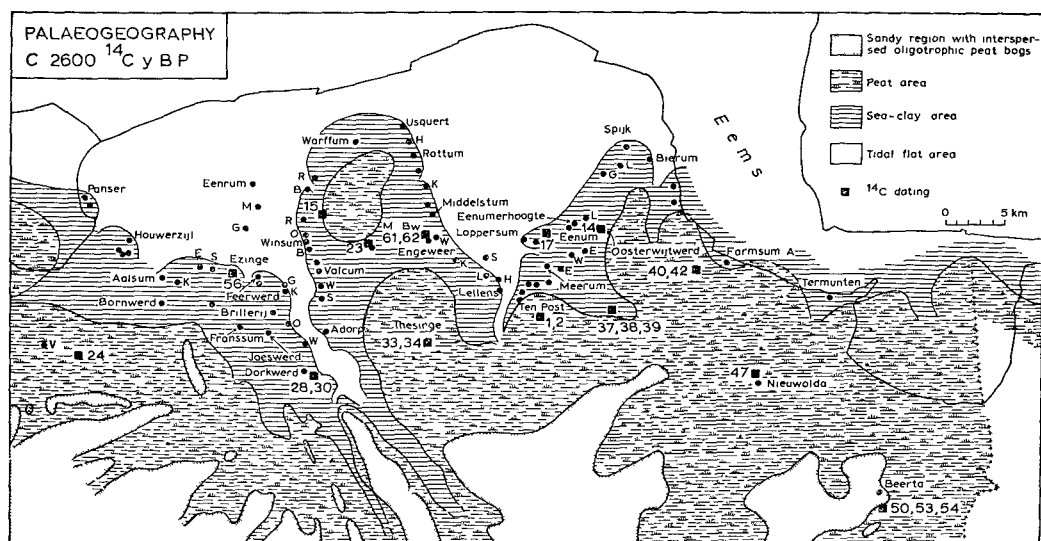 PALAEOGEOGRAPHY
C 2600 ¹⁴C y B P
Sandy region with intersper-
sed oligotrophic peat bogs
Peat area
Sea-clay area
Tidal flat area
¹⁴C dating
0 5 km
Eems
Usquert
Warffum
H
Rottum
Spijk
Bierum
L
G
Panser
Eenrum
R
B
K
M
15
Middelstum
Eenumerhoogte
L
G
R
M Bw
61,62
W
Loppersum
17
14
Houwerzijl
O
Winsum
23
Engeweer
Eenum
E
Oosterwijtwerd
E S
Ezinge
B
K
S
W
Farmsum A
Aalsum
K
56
G
Valcum
L
H
E
40,42
Feerwerd
K
W
Lellens
Meerum
Termunten
Bornwerd
S
Brillerij
O
Ten Post
1,2
37,38,39
Franssum
Adorp
Thesinge
V
24
W
33,34
Joeswerd
Dorkwerd
28,30
47
Nieuwolda
Beerta
50,53,54